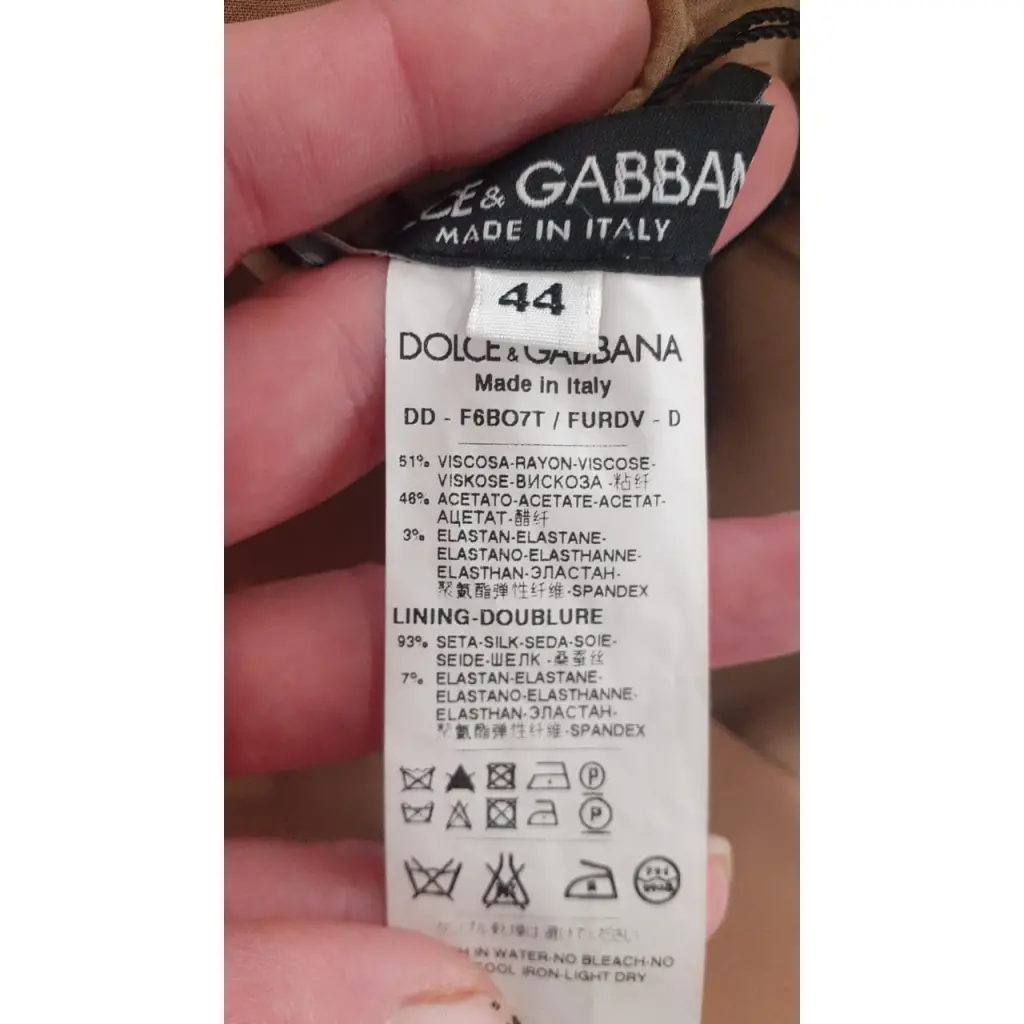 & GABBAN
MADE IN ITALY
44
DOLCE & GABBANA
Made in Italy
DD - F6BO7T / FURDV - D
51% VISCOSA-RAYON-VISCOSE-
VISKOSE-ВИСКОЗА -粘纤
46% ACETATO-ACETATE-ACETAT-
АЦЕТАТ-醋纤
3% ELASTAN-ELASTANE-
ELASTANO-ELASTHANNE-
ELASTHAN-ЭЛАСТАН-
聚氨酯弹性纤维-SPANDEX
LINING-DOUBLURE
93% SETA-SILK-SEDA-SOIE-
SEIDE-ШЕЛК -桑蚕丝
7% ELASTAN-ELASTANE-
ELASTANO-ELASTHANNE-
ELASTHAN-ЭЛАСТАН-
聚氨酯弹性纤维-SPANDEX
P
P
IN WATER-NO BLEACH-NO
IRON-LIGHT DRY